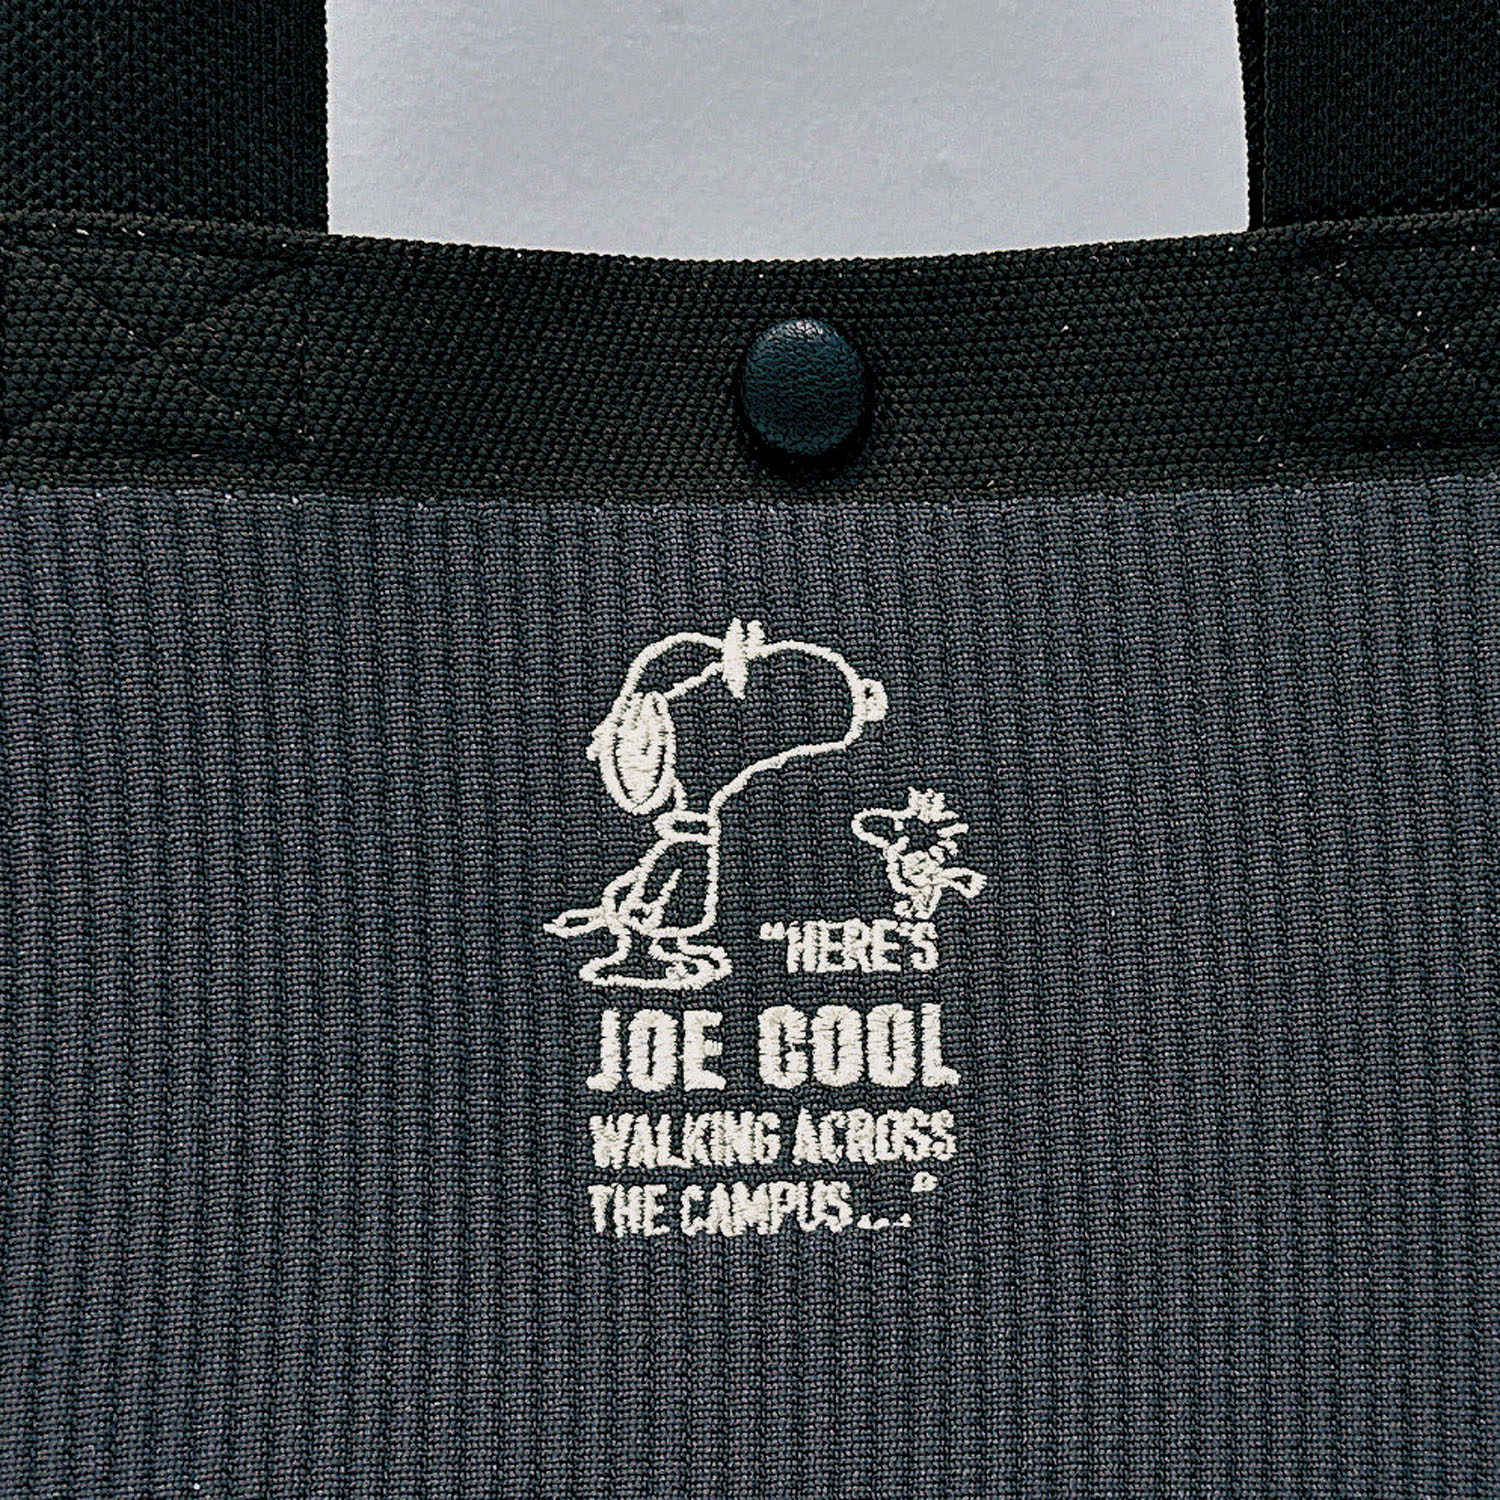 "HERE'S
JOE COOL
WALKING ACROSS
THE CAMPUS..."